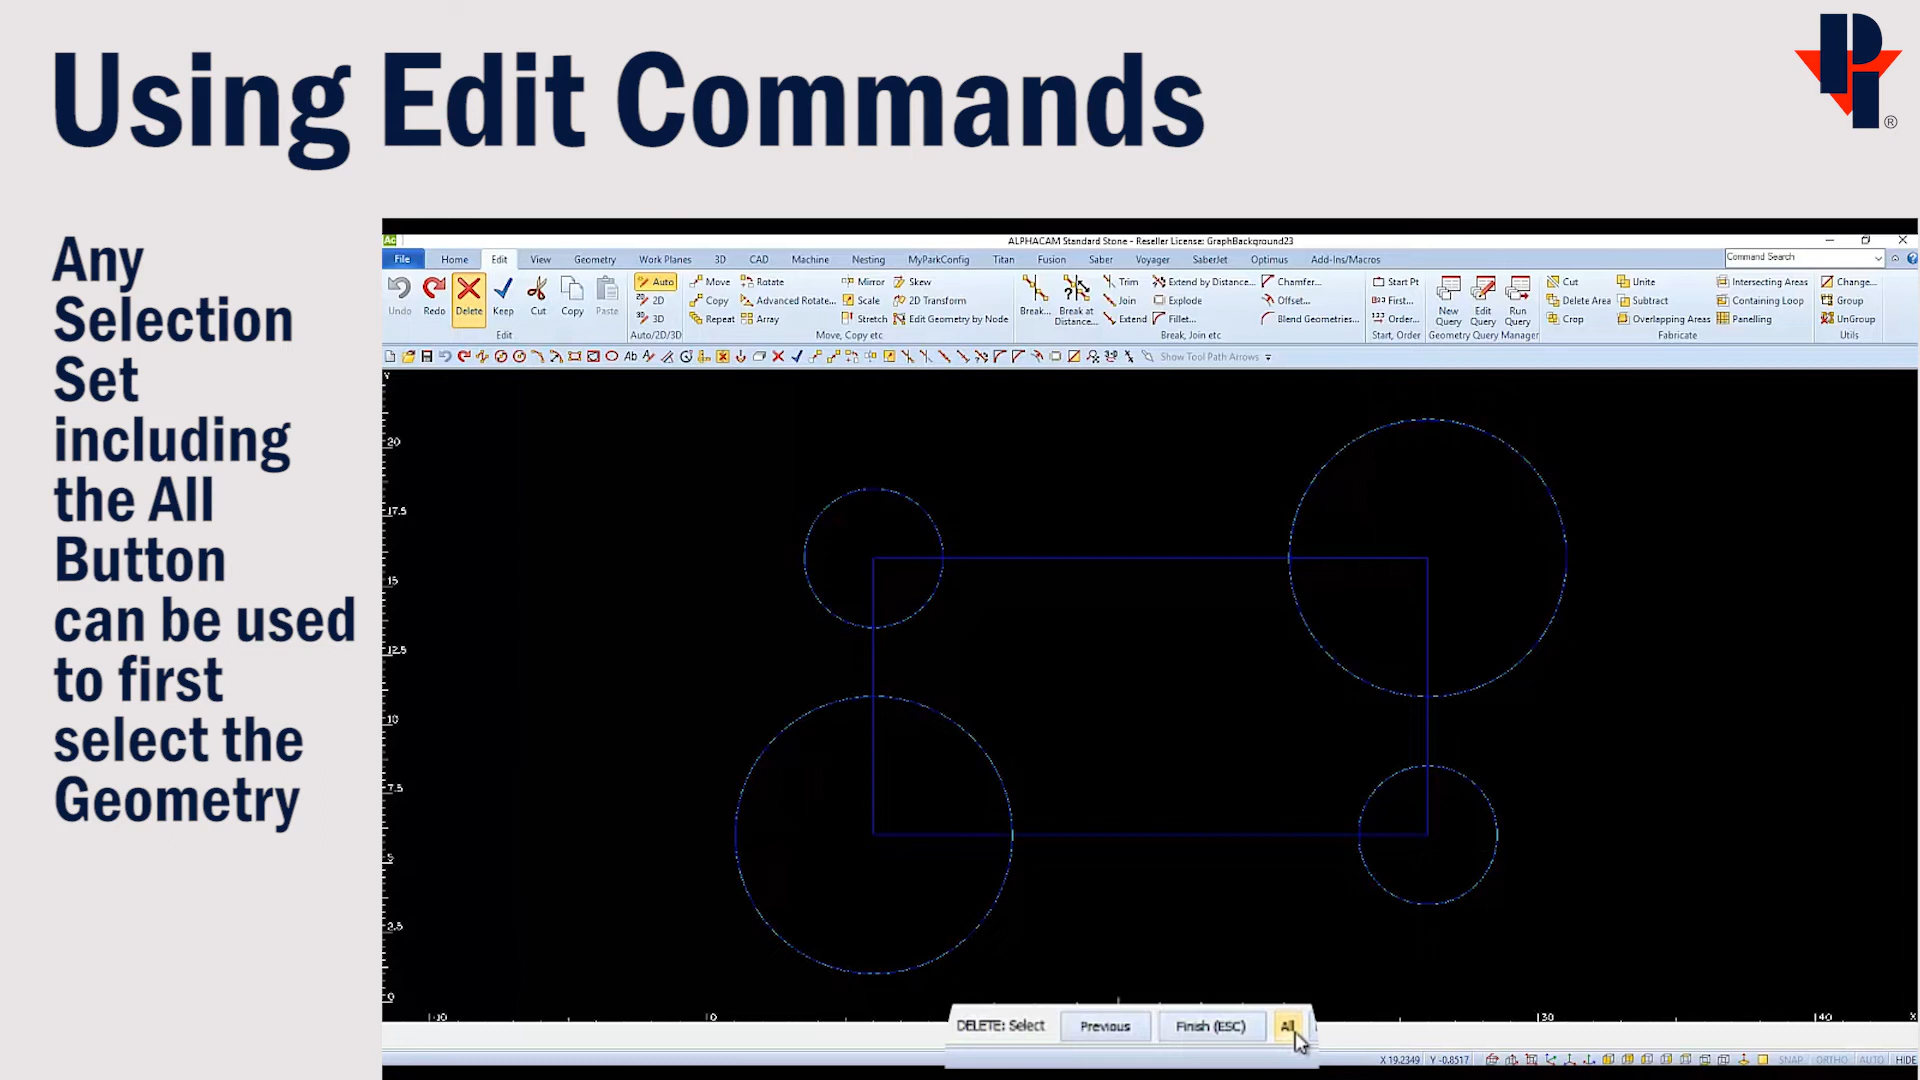 Using Edit Commands
®
Any
Selection
Set
including
the All
Button
can be used
to first
select the
Geometry
ALPHACAM Standard Stone - Reseller License: GraphBackground23
File Home Edit View Geometry Work Planes 3D CAD Machine Nesting MyParkConfig Titan Fusion Saber Voyager SaberJet Optimus Add-Ins/Macros
Command Search
Undo Redo Delete Keep Cut Copy Paste
Edit
Auto
2D
3D
Auto/2D/3D
Move Rotate Mirror Skew
Copy Advanced Rotate... Scale 2D Transform
Repeat Array Stretch Edit Geometry by Node
Move, Copy etc
Break... Break at Distance...
Trim Extend by Distance... Chamfer...
Join Explode Offset...
Extend Fillet... Blend Geometries...
Break, Join etc
Start Pt
First...
Order...
Start, Order
New Query Edit Query Run Query
Geometry Query Manager
Cut Unite Intersecting Areas
Delete Area Subtract Containing Loop
Crop Overlapping Areas Panelling
Fabricate
Change...
Group
UnGroup
Utils
Show Tool Path Arrows
Y
20
17.5
15
12.5
10
7.5
5
2.5
0
-10 0 30 40 X
DELETE: Select Previous Finish (ESC) All
X 19.2349 Y -0.8517 SNAP ORTHO AUTO HIDE